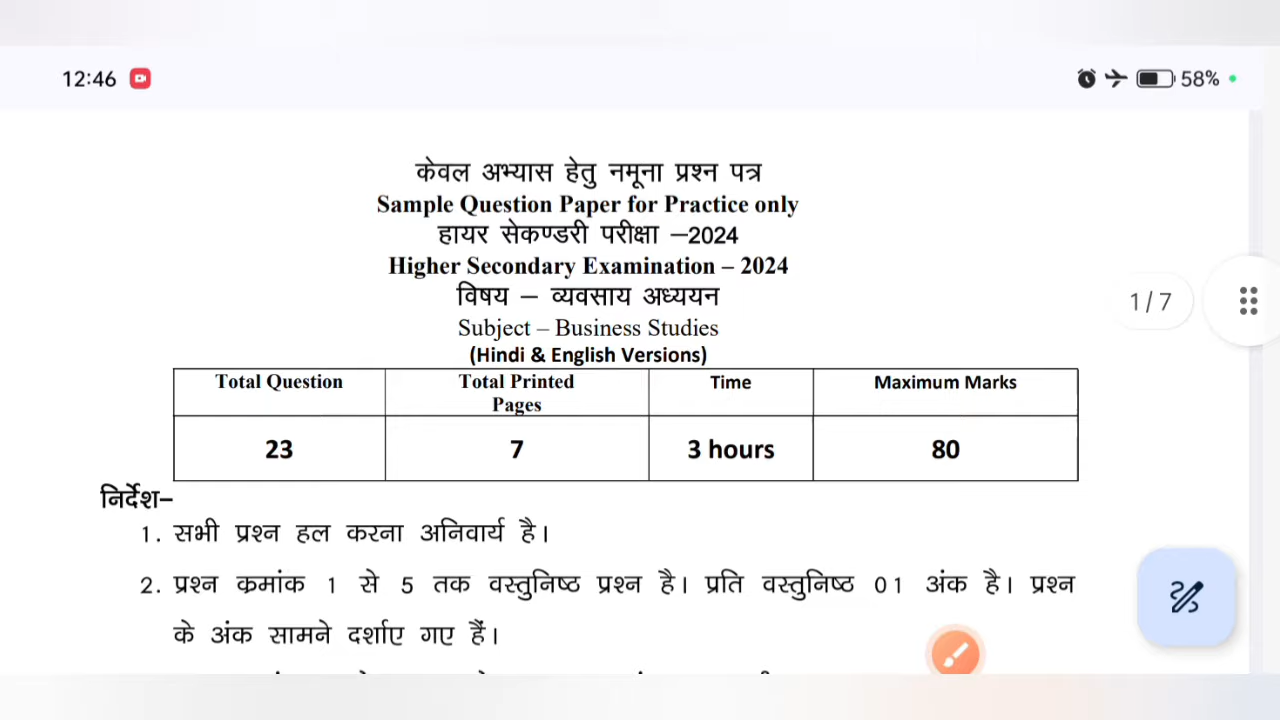 12:46
58%
केवल अभ्यास हेतु नमूना प्रश्न पत्र
Sample Question Paper for Practice only
हायर सेकण्डरी परीक्षा –2024
Higher Secondary Examination – 2024
विषय – व्यवसाय अध्ययन
Subject – Business Studies
(Hindi & English Versions)
1/7
Total Question Total Printed Pages Time Maximum Marks
23 7 3 hours 80
निर्देश–
1. सभी प्रश्न हल करना अनिवार्य है।
2. प्रश्न क्रमांक 1 से 5 तक वस्तुनिष्ठ प्रश्न है। प्रति वस्तुनिष्ठ 01 अंक है। प्रश्न
के अंक सामने दर्शाए गए हैं।